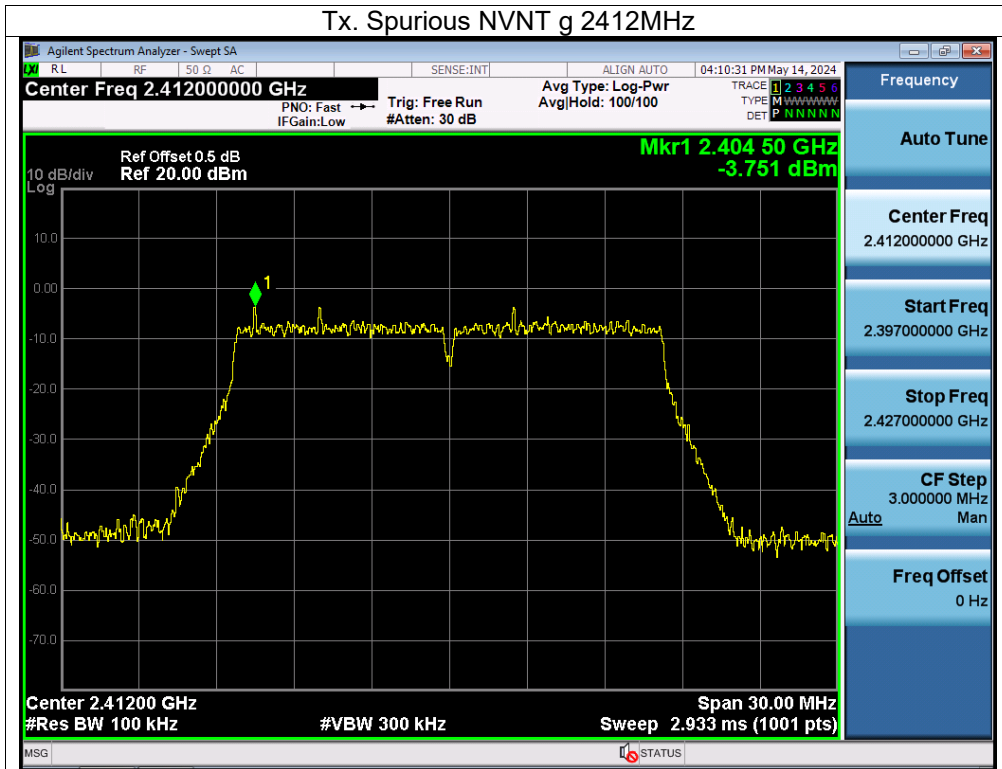 Tx. Spurious NVNT g 2412MHz
Agilent Spectrum Analyzer - Swept SA
LXI RL RF 50 Ω AC SENSE:INT ALIGN AUTO 04:10:31 PM May 14, 2024
Center Freq 2.412000000 GHz
PNO: Fast
IFGain:Low
Trig: Free Run
#Atten: 30 dB
Avg Type: Log-Pwr
Avg|Hold: 100/100
TRACE 1 2 3 4 5 6
TYPE M WWWWW
DET P N N N N N
Mkr1 2.404 50 GHz
-3.751 dBm
Ref Offset 0.5 dB
10 dB/div Ref 20.00 dBm
Log
10.0
0.00
-10.0
-20.0
-30.0
-40.0
-50.0
-60.0
-70.0
1
Center 2.41200 GHz Span 30.00 MHz
#Res BW 100 kHz #VBW 300 kHz Sweep 2.933 ms (1001 pts)
MSG STATUS
Frequency
Auto Tune
Center Freq
2.412000000 GHz
Start Freq
2.397000000 GHz
Stop Freq
2.427000000 GHz
CF Step
3.000000 MHz
Auto Man
Freq Offset
0 Hz